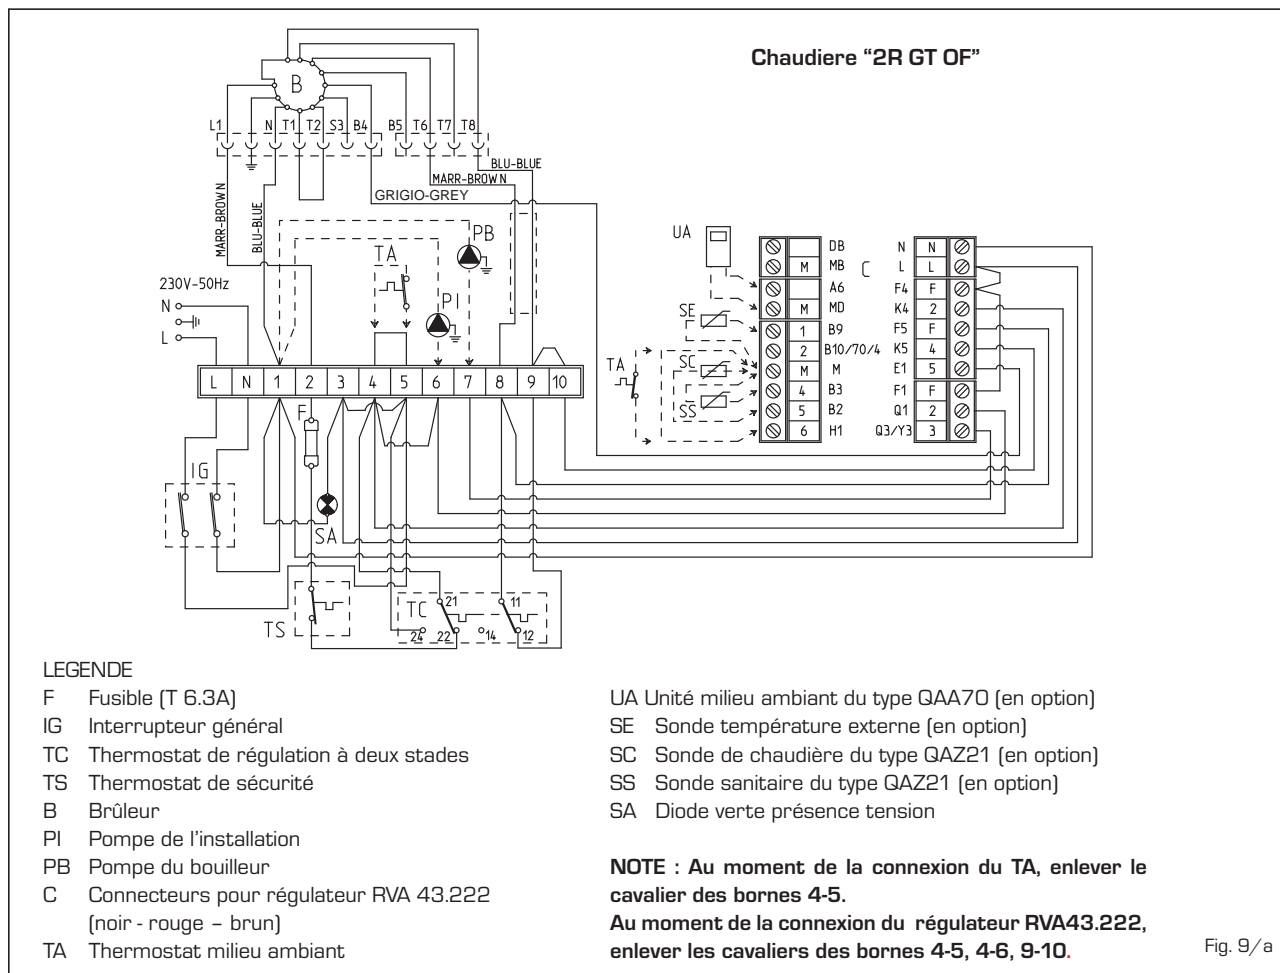 Chaudiere “2R GT OF”
B
L1 N T1 T2 S3 B4 B5 T6 T7 T8
BLU-BLUE
MARR-BROWN
GRIGIO-GREY
MARR-BROWN
BLU-BLUE
PB
TA
PI
230V-50Hz
N
L
L N 1 2 3 4 5 6 7 8 9 10
F
IG
SA
TS
TC
21
11
24 22 14 12
UA
SE
SC
TA
SS
C
DB
M MB
A6
M MD
1 B9
2 B10/70/4
M M
4 B3
5 B2
6 H1
N N
L L
F4 F
K4 2
F5 F
K5 4
E1 5
F1 F
Q1 2
Q3/Y3 3
LEGENDE
F Fusible (T 6.3A)
IG Interrupteur général
TC Thermostat de régulation à deux stades
TS Thermostat de sécurité
B Brûleur
PI Pompe de l’installation
PB Pompe du bouilleur
C Connecteurs pour régulateur RVA 43.222
(noir - rouge – brun)
TA Thermostat milieu ambiant
UA Unité milieu ambiant du type QAA70 (en option)
SE Sonde température externe (en option)
SC Sonde de chaudière du type QAZ21 (en option)
SS Sonde sanitaire du type QAZ21 (en option)
SA Diode verte présence tension
NOTE : Au moment de la connexion du TA, enlever le
cavalier des bornes 4-5.
Au moment de la connexion du régulateur RVA43.222,
enlever les cavaliers des bornes 4-5, 4-6, 9-10.
Fig. 9/a